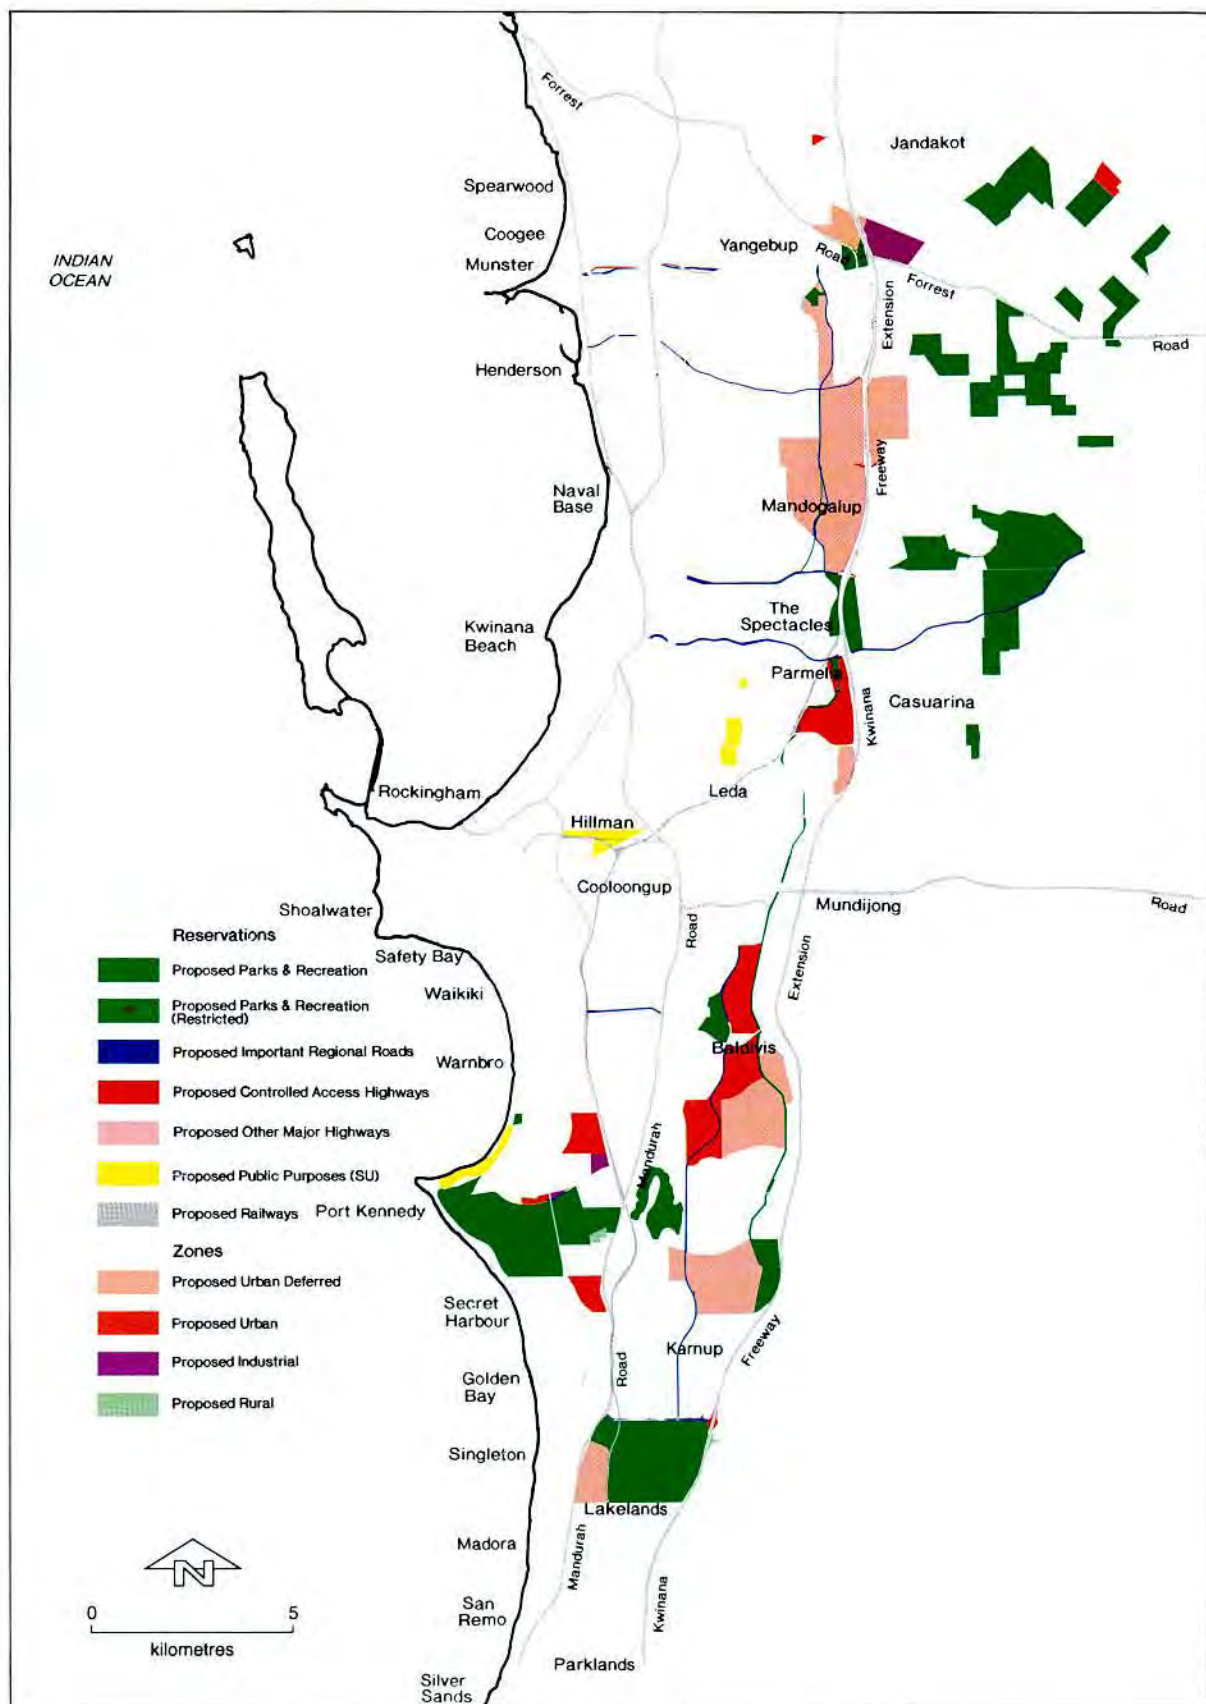 Forrest
Jandakot
Spearwood
Coogee
Munster
Yangebup
Road
INDIAN
OCEAN
Forrest
Extension
Road
Henderson
Freeway
Naval
Base
Mandogalup
The
Spectacles
Kwinana
Beach
Parmelia
Casuarina
Kwinana
Rockingham
Leda
Hillman
Cooloongup
Mundijong
Road
Shoalwater
Road
Safety Bay
Extension
Waikiki
Warnbro
Baldivis
Mandurah
Port Kennedy
Secret
Harbour
Karnup
Freeway
Road
Golden
Bay
Singleton
Lakelands
Madora
Mandurah
San
Remo
Kwinana
Parklands
Silver
Sands
Reservations
Proposed Parks & Recreation
Proposed Parks & Recreation
(Restricted)
Proposed Important Regional Roads
Proposed Controlled Access Highways
Proposed Other Major Highways
Proposed Public Purposes (SU)
Proposed Railways
Zones
Proposed Urban Deferred
Proposed Urban
Proposed Industrial
Proposed Rural
N
0 5
kilometres